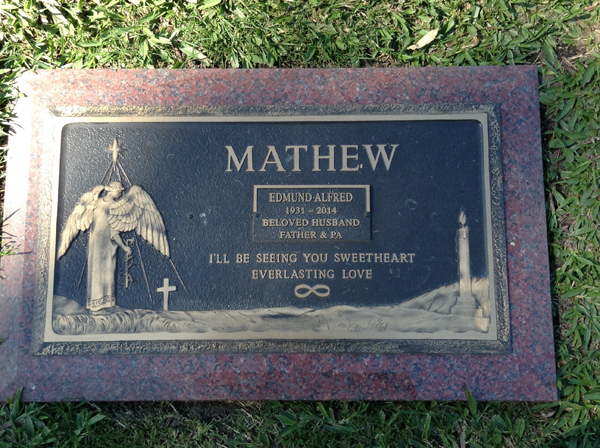 MATHEW
EDMUND ALFRED
1931 - 2014
BELOVED HUSBAND
FATHER & PA
I'LL BE SEEING YOU SWEETHEART
EVERLASTING LOVE